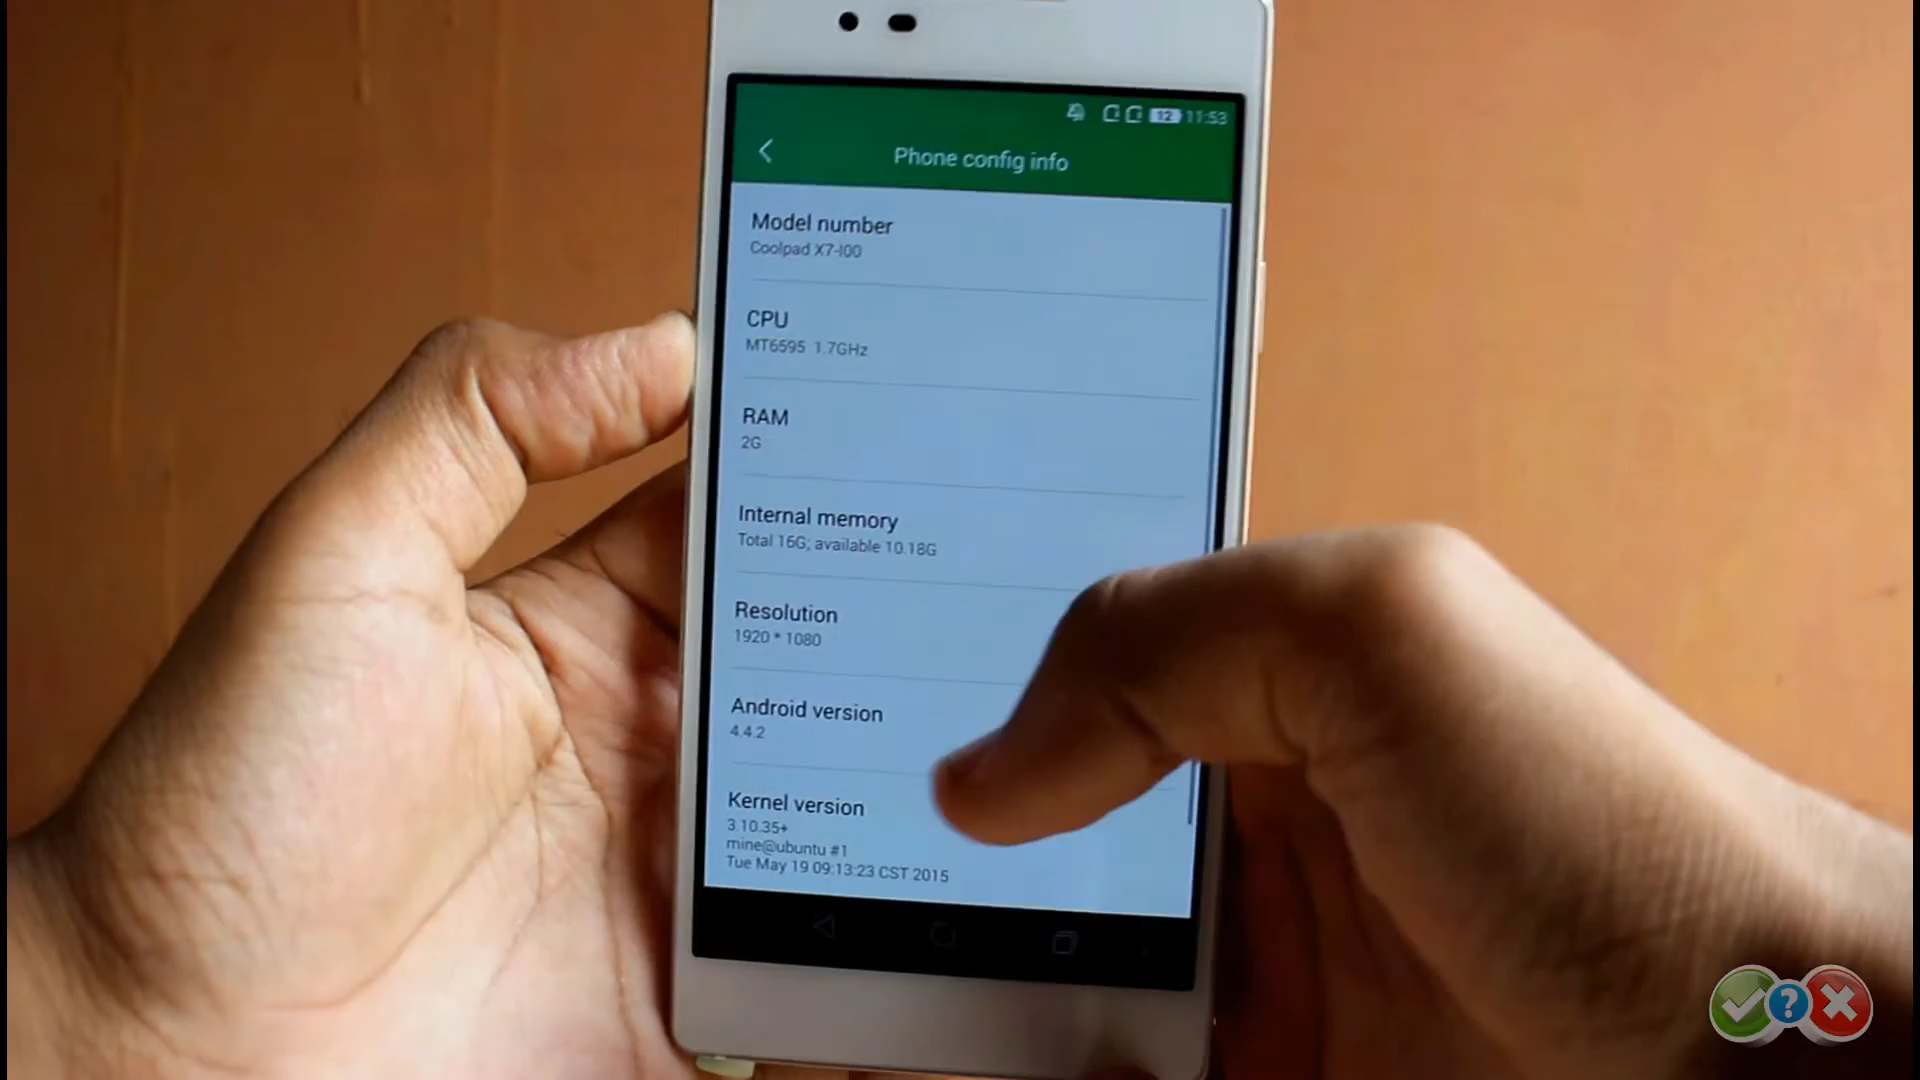 12 11:53
Phone config info
Model number
Coolpad X7-I00
CPU
MT6595 1.7GHz
RAM
2G
Internal memory
Total 16G; available 10.18G
Resolution
1920 * 1080
Android version
4.4.2
Kernel version
3.10.35+
mine@ubuntu #1
Tue May 19 09:13:23 CST 2015
?